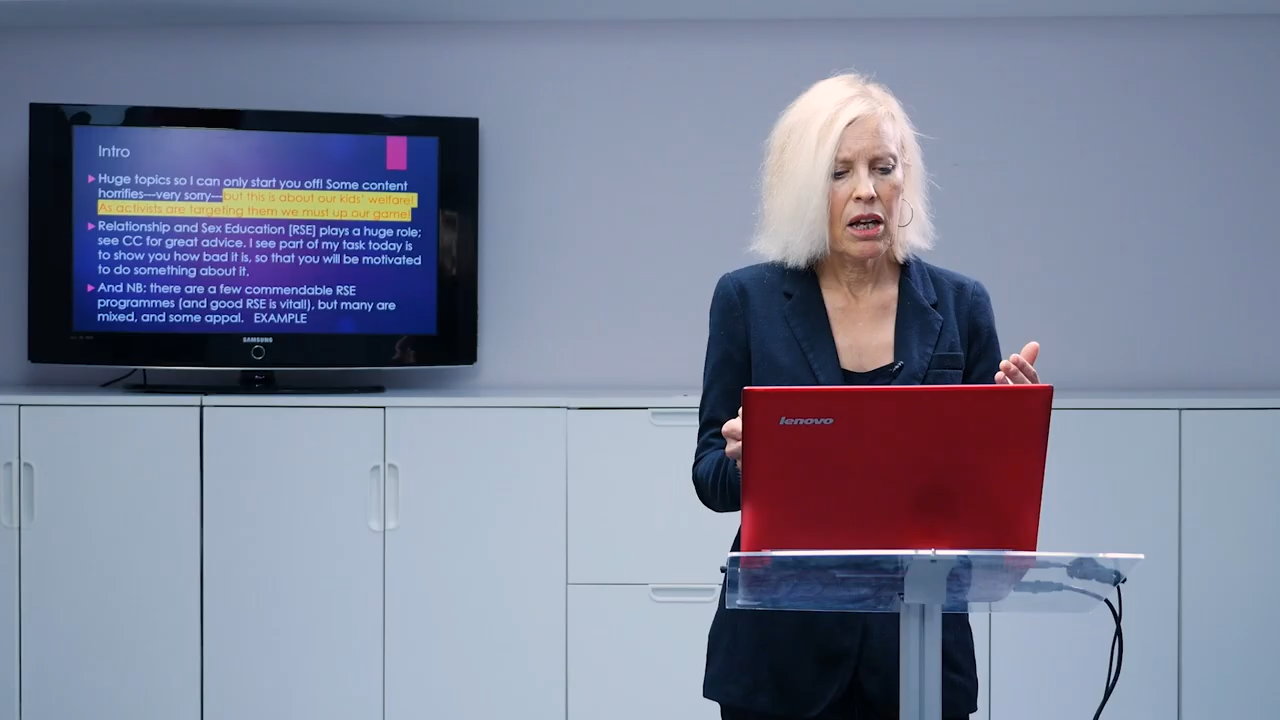 Intro
Huge topics so I can only start you off! Some content
horrifies—very sorry—but this is about our kids' welfare!
As activists are targeting them we must up our game!
Relationship and Sex Education [RSE] plays a huge role;
see CC for great advice. I see part of my task today is
to show you how bad it is, so that you will be motivated
to do something about it.
And NB: there are a few commendable RSE
programmes (and good RSE is vital!), but many are
mixed, and some appal. EXAMPLE
SAMSUNG
lenovo